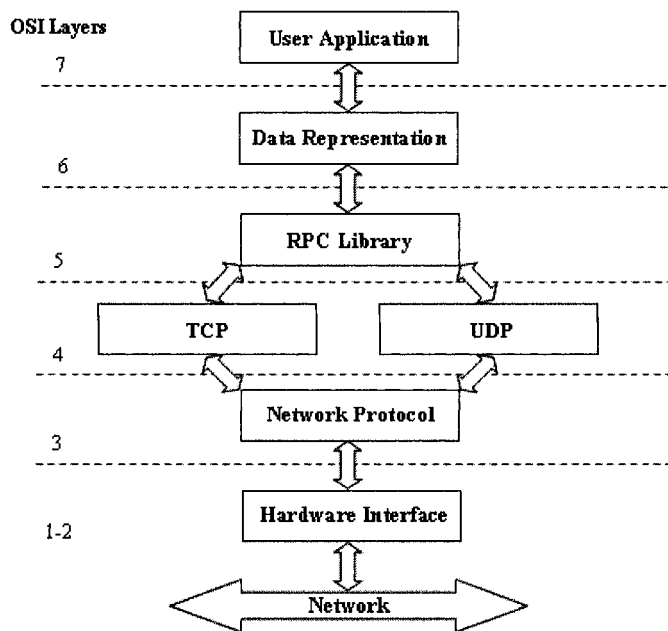 OSI Layers
User Application
7
Data Representation
6
RPC Library
5
TCP
UDP
4
Network Protocol
3
Hardware Interface
1-2
Network